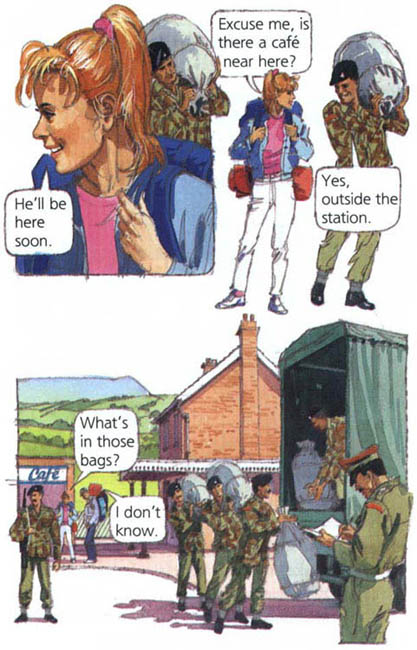 Excuse me, is
there a café
near here?
He'll be
here
soon.
Yes,
outside the
station.
What's
in those
bags?
Café
I don't
know.